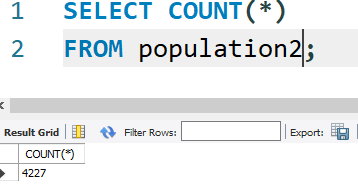 1 SELECT COUNT(*)
2 FROM population2;
Result Grid Filter Rows: Export:
COUNT(*)
4227